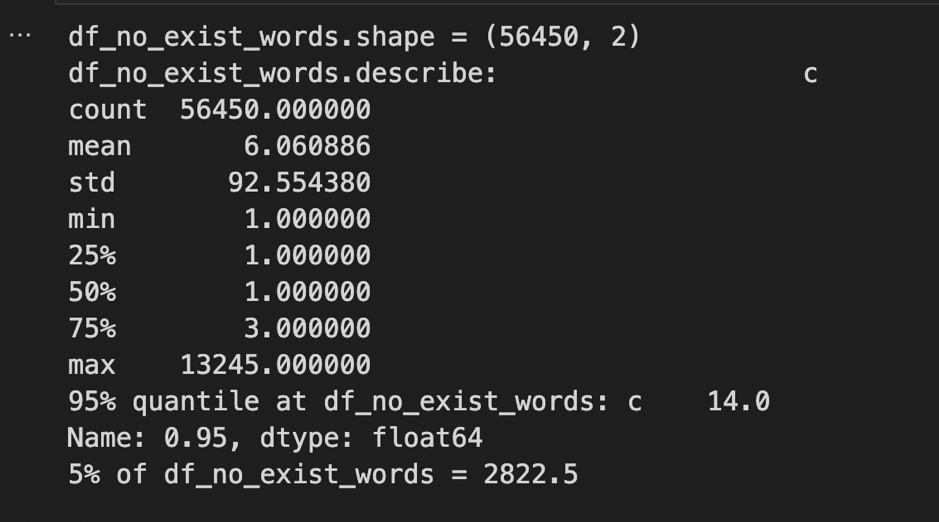 ...
df_no_exist_words.shape = (56450, 2)
df_no_exist_words.describe:                    c
count  56450.000000
mean       6.060886
std       92.554380
min        1.000000
25%        1.000000
50%        1.000000
75%        3.000000
max    13245.000000
95% quantile at df_no_exist_words: c    14.0
Name: 0.95, dtype: float64
5% of df_no_exist_words = 2822.5